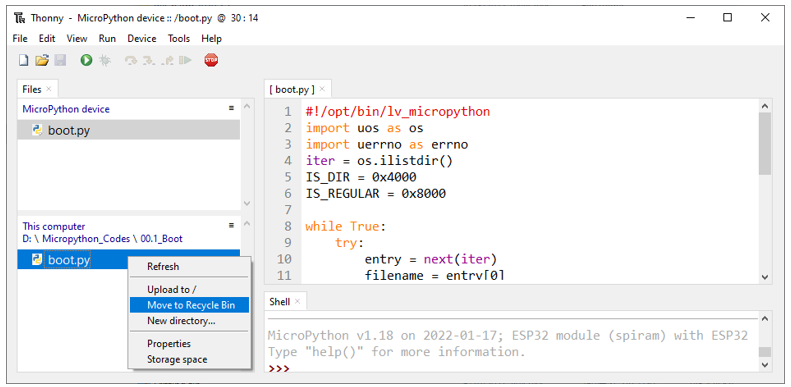 Thonny - MicroPython device :: /boot.py @ 30 : 14
File Edit View Run Device Tools Help
STOP
Files ×
MicroPython device
boot.py
This computer
D: \ Micropython_Codes \ 00.1_Boot
boot.py
Refresh
Upload to /
Move to Recycle Bin
New directory...
Properties
Storage space
[ boot.py ] ×
1 #!/opt/bin/lv_micropython
2 import uos as os
3 import uerrno as errno
4 iter = os.ilistdir()
5 IS_DIR = 0x4000
6 IS_REGULAR = 0x8000
7
8 while True:
9 try:
10 entry = next(iter)
11 filename = entry[0]
Shell ×
MicroPython v1.18 on 2022-01-17; ESP32 module (spiram) with ESP32
Type "help()" for more information.
>>>